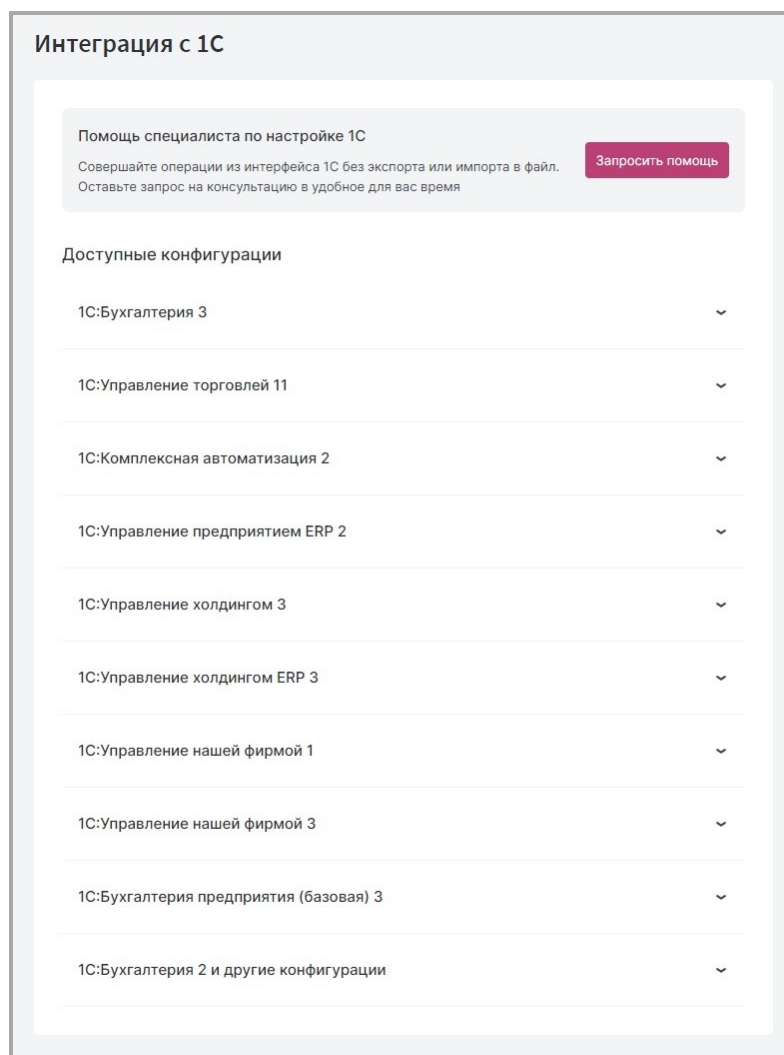 Интеграция с 1С
Помощь специалиста по настройке 1С
Совершайте операции из интерфейса 1С без экспорта или импорта в файл.
Оставьте запрос на консультацию в удобное для вас время
Запросить помощь
Доступные конфигурации
1С:Бухгалтерия 3
1С:Управление торговлей 11
1С:Комплексная автоматизация 2
1С:Управление предприятием ERP 2
1С:Управление холдингом 3
1С:Управление холдингом ERP 3
1С:Управление нашей фирмой 1
1С:Управление нашей фирмой 3
1С:Бухгалтерия предприятия (базовая) 3
1С:Бухгалтерия 2 и другие конфигурации